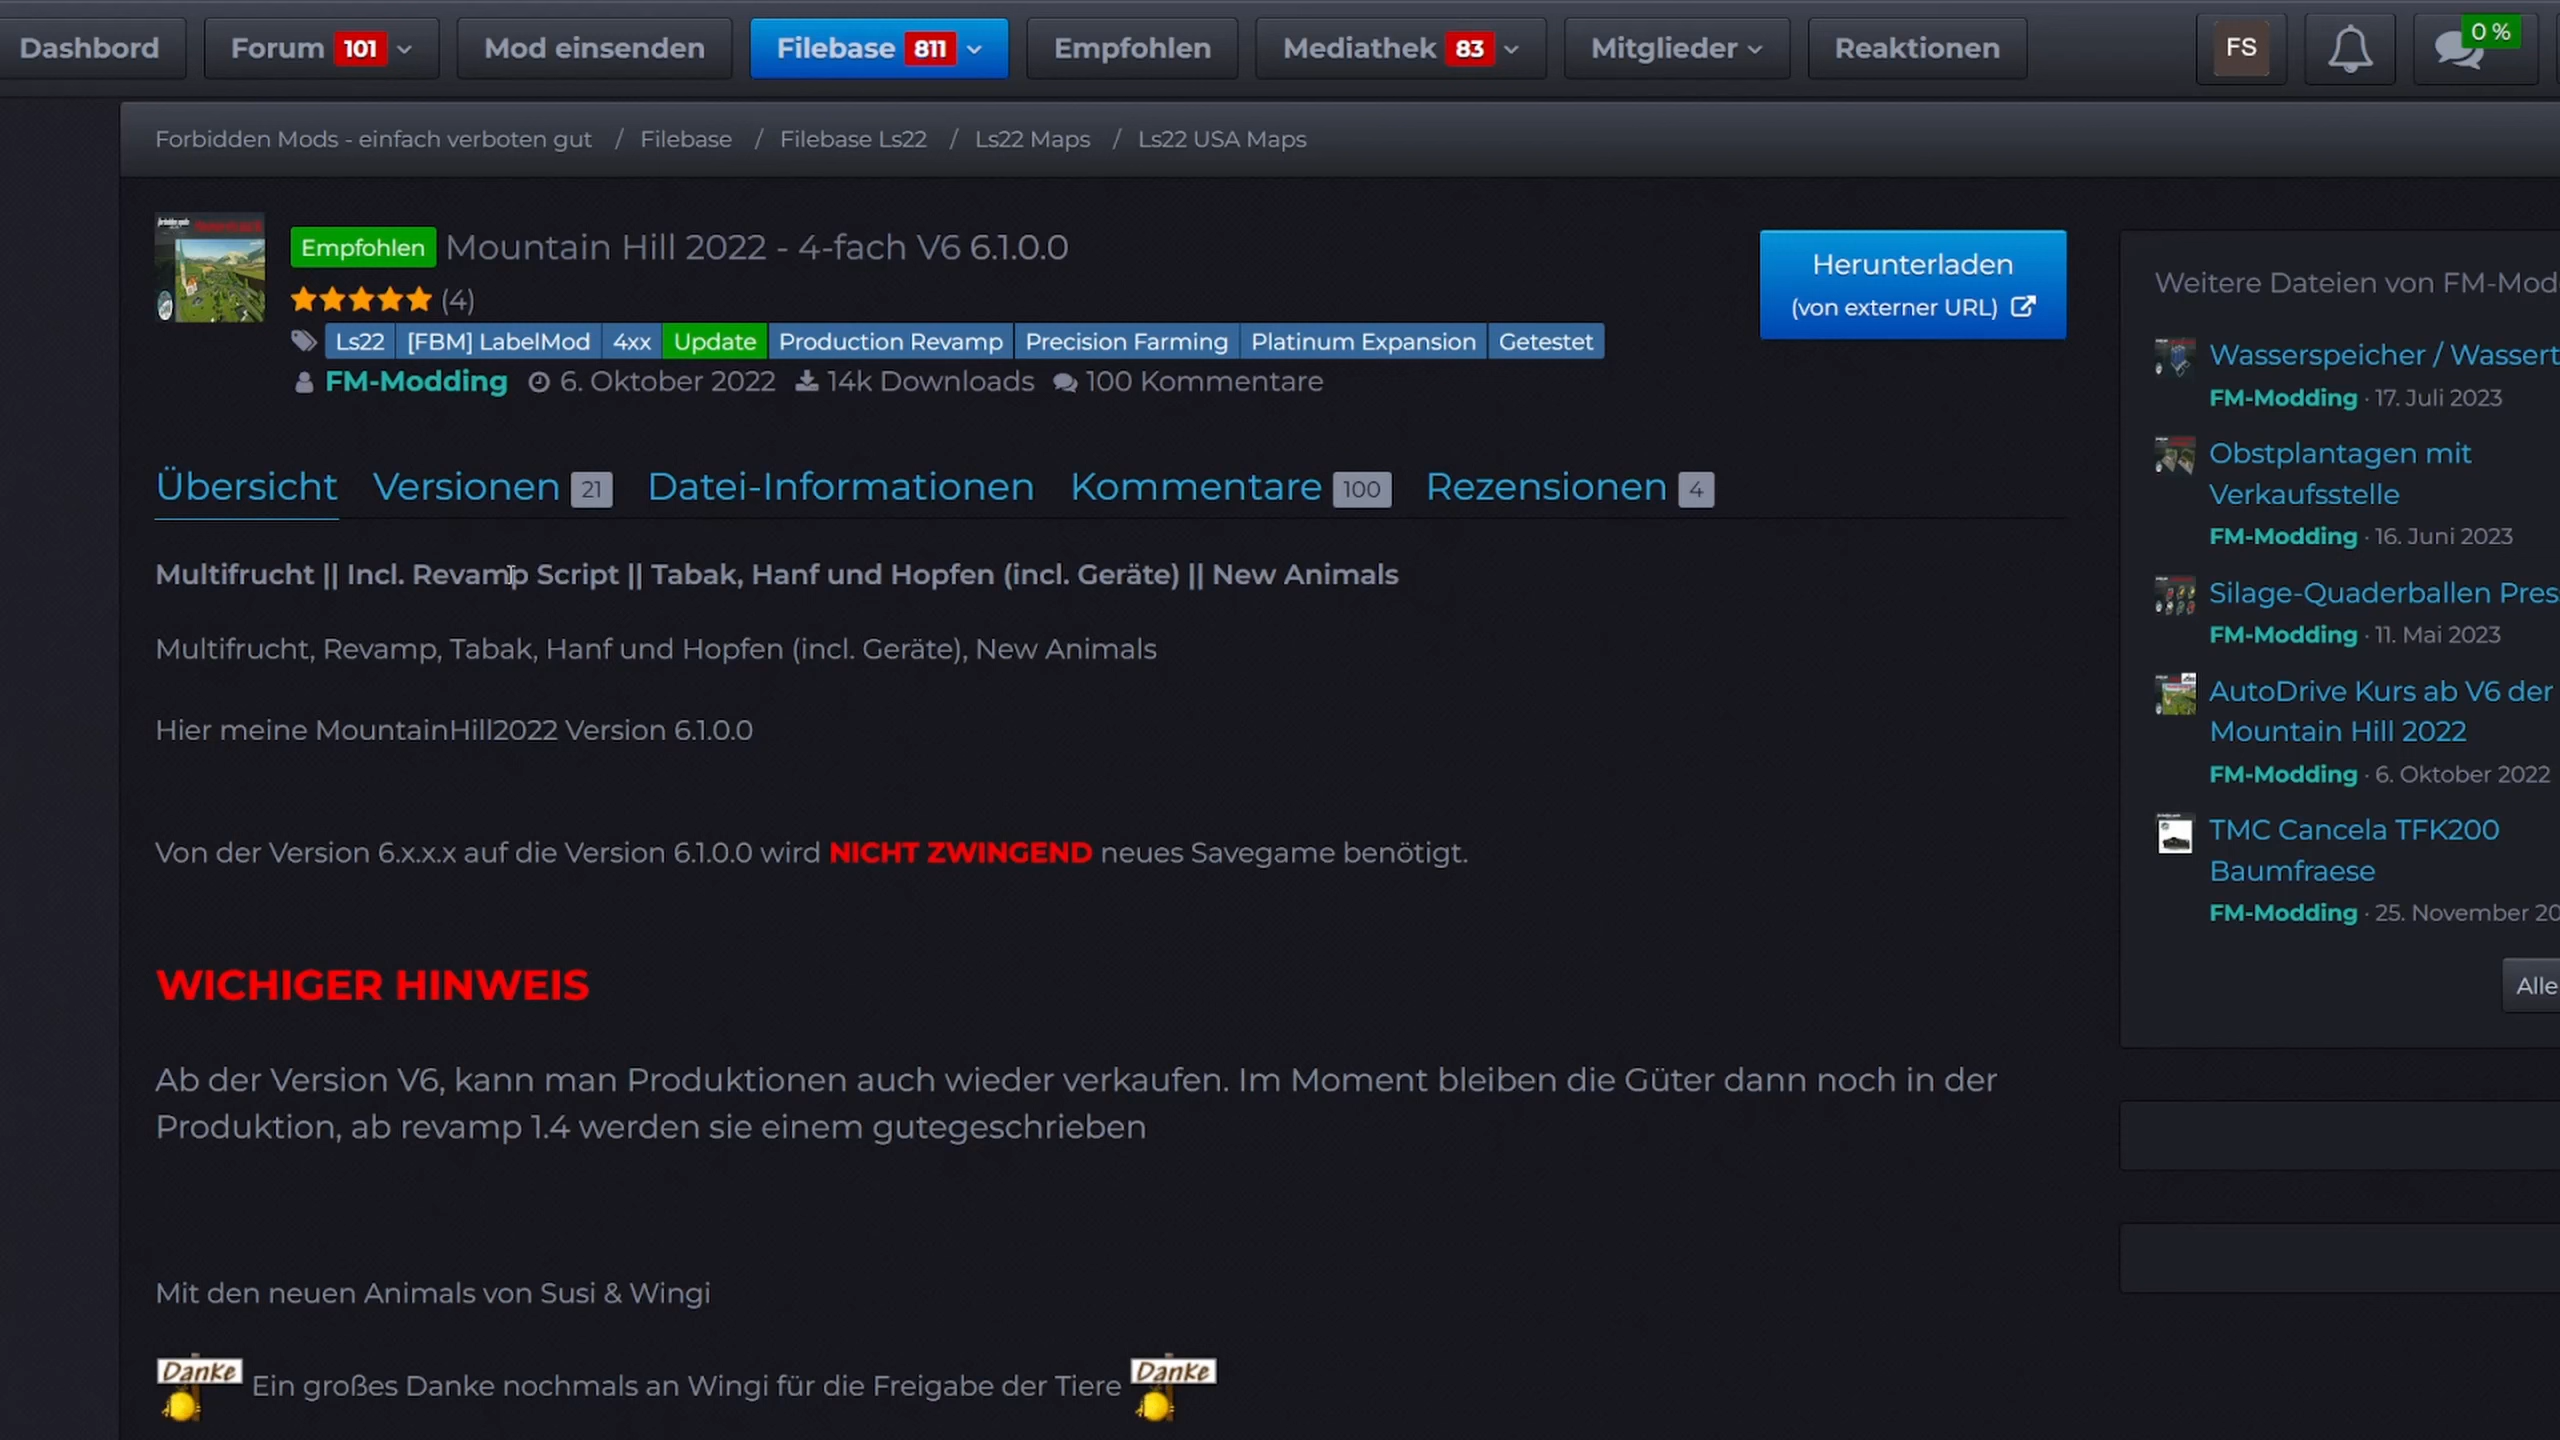 Dashbord
Forum 101
Mod einsenden
Filebase 811
Empfohlen
Mediathek 83
Mitglieder
Reaktionen
FS
0 %
Forbidden Mods - einfach verboten gut / Filebase / Filebase Ls22 / Ls22 Maps / Ls22 USA Maps
Empfohlen Mountain Hill 2022 - 4-fach V6 6.1.0.0
(4)
Ls22 [FBM] LabelMod 4xx Update Production Revamp Precision Farming Platinum Expansion Getestet
FM-Modding 6. Oktober 2022 14k Downloads 100 Kommentare
Herunterladen
(von externer URL)
Übersicht Versionen 21 Datei-Informationen Kommentare 100 Rezensionen 4
Multifrucht || Incl. Revamp Script || Tabak, Hanf und Hopfen (incl. Geräte) || New Animals
Multifrucht, Revamp, Tabak, Hanf und Hopfen (incl. Geräte), New Animals
Hier meine MountainHill2022 Version 6.1.0.0
Von der Version 6.x.x.x auf die Version 6.1.0.0 wird NICHT ZWINGEND neues Savegame benötigt.
WICHIGER HINWEIS
Ab der Version V6, kann man Produktionen auch wieder verkaufen. Im Moment bleiben die Güter dann noch in der
Produktion, ab revamp 1.4 werden sie einem gutegeschrieben
Mit den neuen Animals von Susi & Wingi
Danke Ein großes Danke nochmals an Wingi für die Freigabe der Tiere Danke
Weitere Dateien von FM-Mod
Wasserspeicher / Wassert
FM-Modding · 17. Juli 2023
Obstplantagen mit
Verkaufsstelle
FM-Modding · 16. Juni 2023
Silage-Quaderballen Pres
FM-Modding · 11. Mai 2023
AutoDrive Kurs ab V6 der
Mountain Hill 2022
FM-Modding · 6. Oktober 2022
TMC Cancela TFK200
Baumfraese
FM-Modding · 25. November 20
Alle